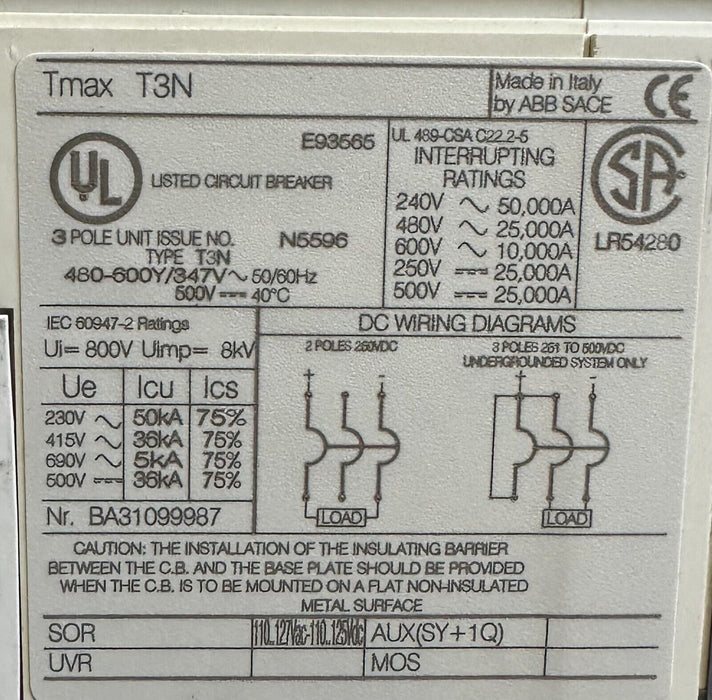 Tmax T3N
Made in Italy
by ABB SACE
CE
UL
E93565
LISTED CIRCUIT BREAKER
3 POLE UNIT ISSUE NO. N5596
TYPE T3N
480-600Y/347V~ 50/60Hz
500V⎓ 40°C
UL 489-CSA C22.2-5
INTERRUPTING
RATINGS
240V ~ 50,000A
480V ~ 25,000A
600V ~ 10,000A
250V ⎓ 25,000A
500V ⎓ 25,000A
SA
LR54280
IEC 60947-2 Ratings
Ui= 800V Uimp= 8kV
Ue Icu Ics
230V ~ 50kA 75%
415V ~ 36kA 75%
690V ~ 5kA 75%
500V ⎓ 36kA 75%
Nr. BA31099987
DC WIRING DIAGRAMS
2 POLES 250VDC
+ -
LOAD
3 POLES 251 TO 500VDC
UNDERGROUNDED SYSTEM ONLY
+ -
LOAD
CAUTION: THE INSTALLATION OF THE INSULATING BARRIER
BETWEEN THE C.B. AND THE BASE PLATE SHOULD BE PROVIDED
WHEN THE C.B. IS TO BE MOUNTED ON A FLAT NON-INSULATED
METAL SURFACE
SOR 110..127Vac-110..125Vdc AUX(SY+1Q)
UVR MOS